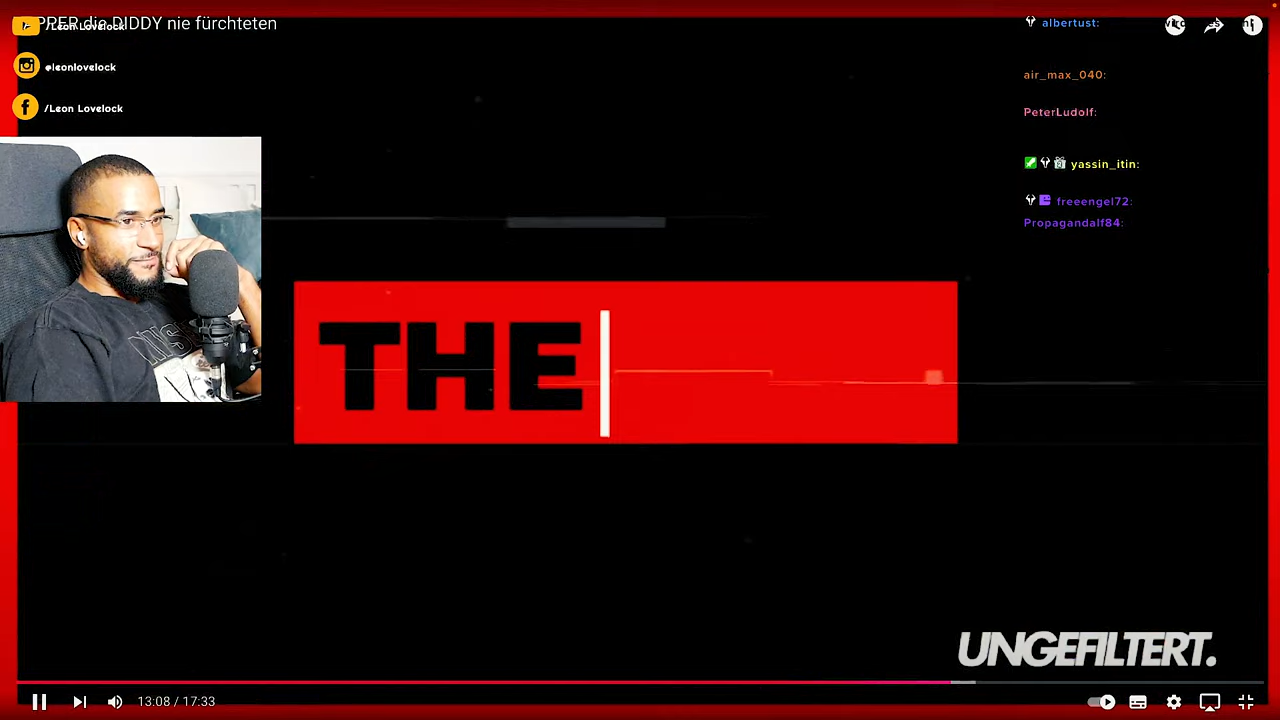 die DIDDY nie fürchteten
/Leon Lovelock
@leonlovelock
/Leon Lovelock
albertust:
air_max_040:
PeterLudolf:
yassin_itin:
freeengel72:
Propagandalf84:
THE
UNGEFILTERT.
13:08 / 17:33